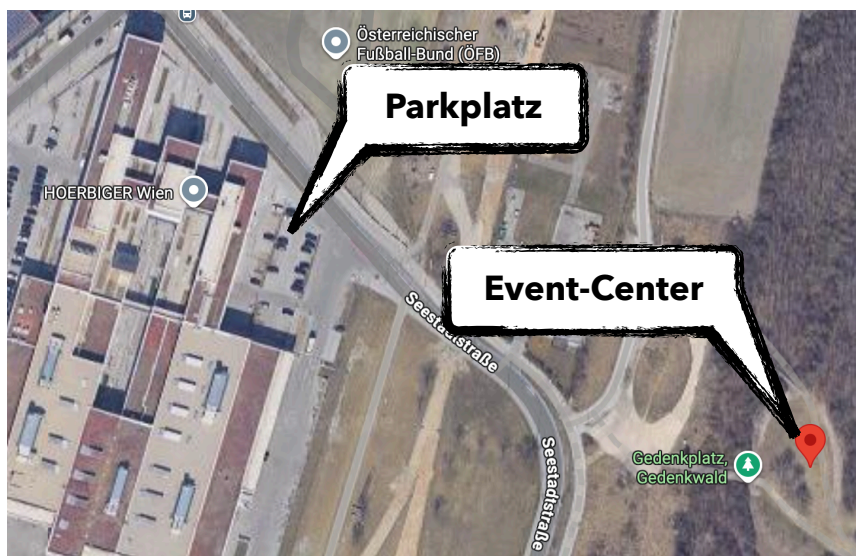 Österreichischer
Fußball-Bund (ÖFB)
Parkplatz
HOERBIGER Wien
Event-Center
Seestadtstraße
Seestadtstraße
Gedenkplatz,
Gedenkwald